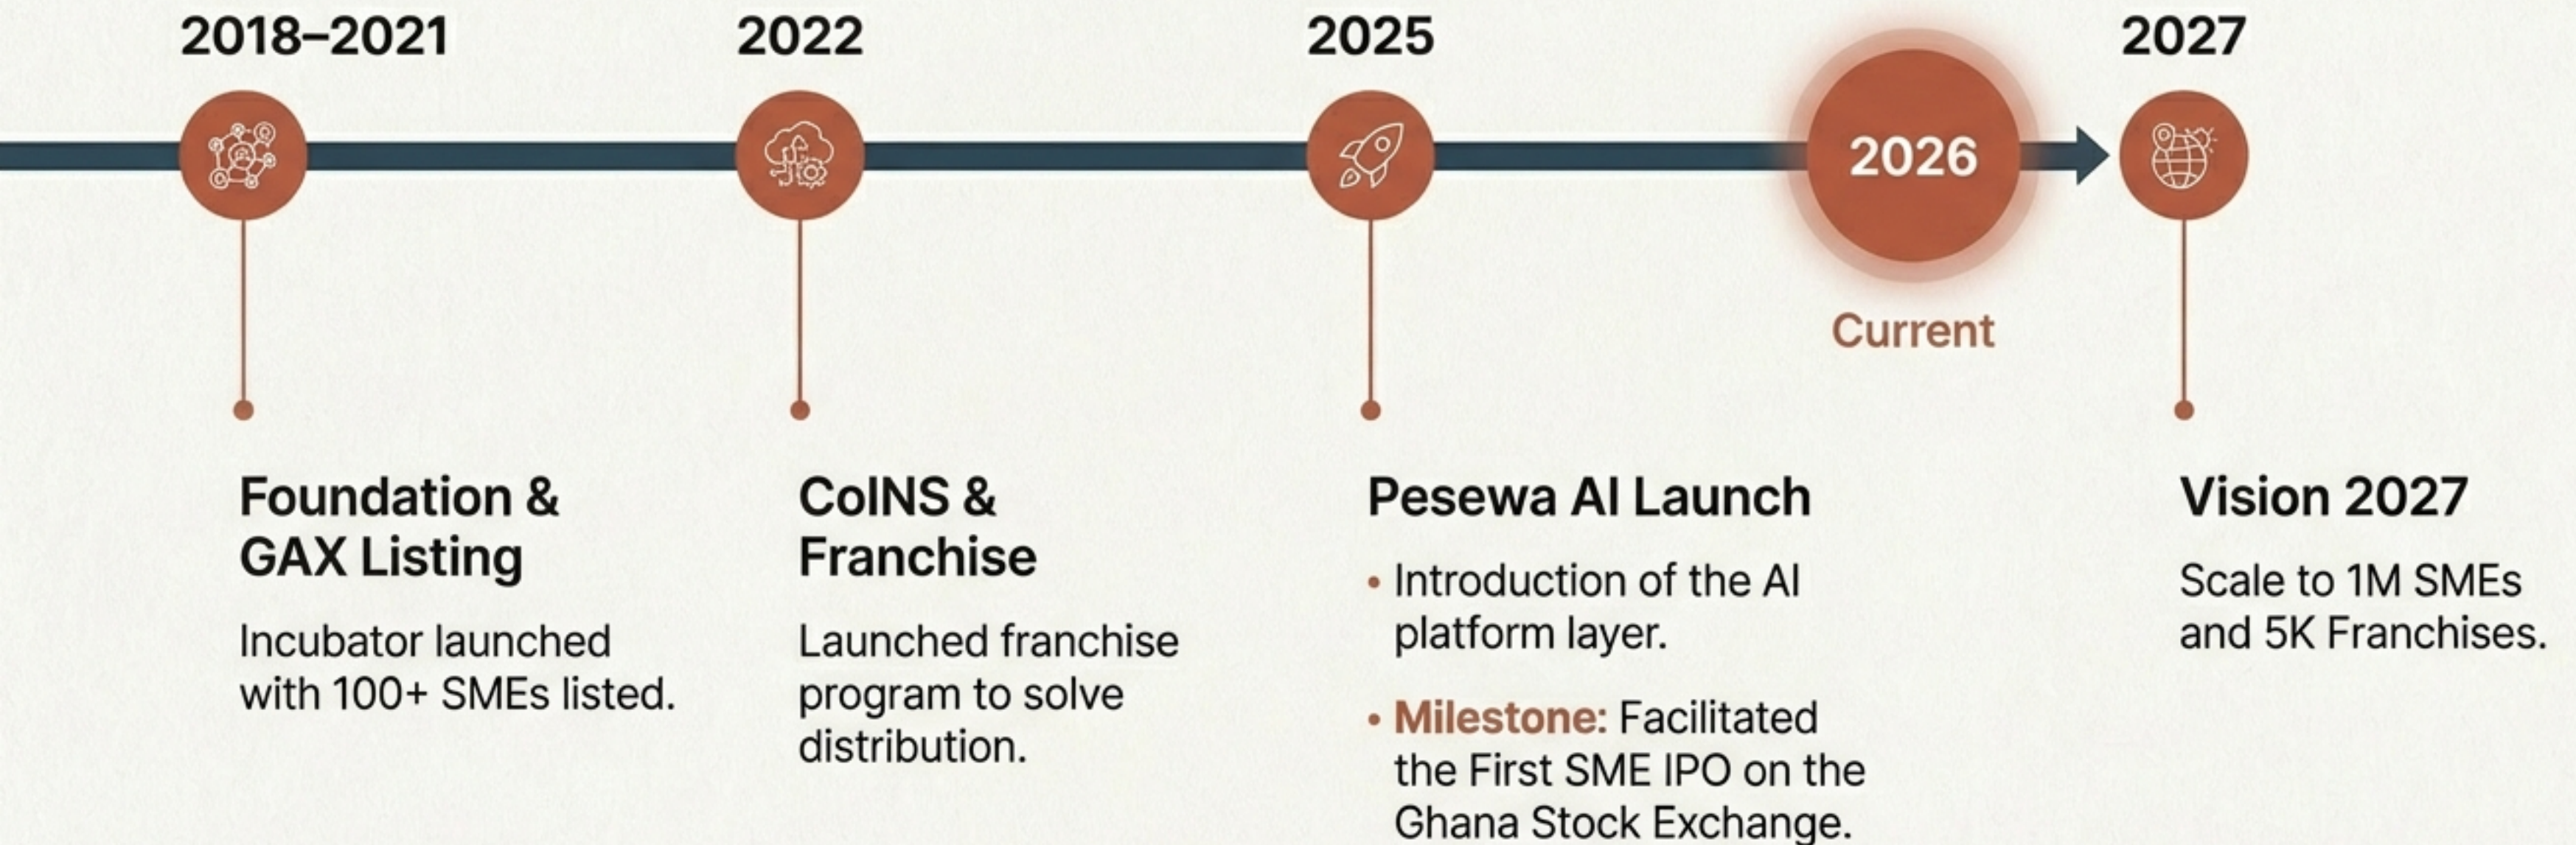 2018–2021
2022
2025
2026
2027
Current
Foundation &
GAX Listing
Incubator launched
with 100+ SMEs listed.
CoINS &
Franchise
Launched franchise
program to solve
distribution.
Pesewa AI Launch
• Introduction of the AI
platform layer.
• Milestone: Facilitated
the First SME IPO on the
Ghana Stock Exchange.
Vision 2027
Scale to 1M SMEs
and 5K Franchises.